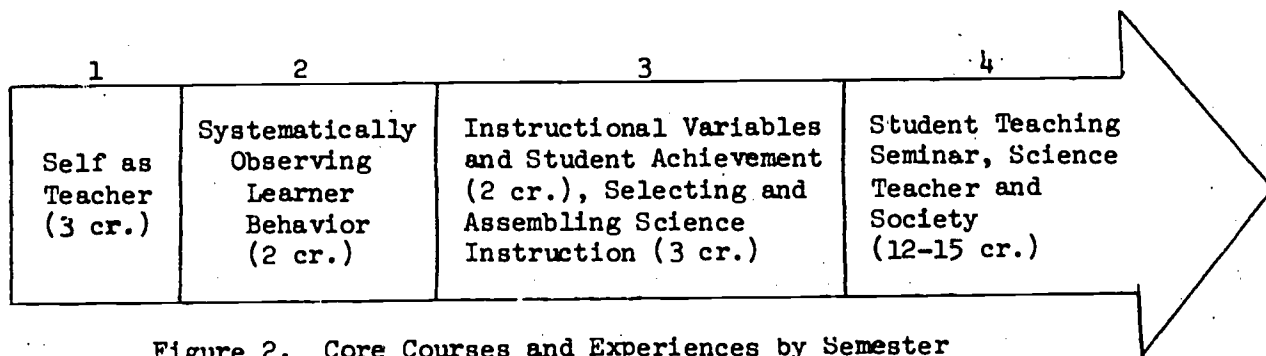 1
2
3
4
Self as
Teacher
(3 cr.)
Systematically
Observing
Learner
Behavior
(2 cr.)
Instructional Variables
and Student Achievement
(2 cr.), Selecting and
Assembling Science
Instruction (3 cr.)
Student Teaching
Seminar, Science
Teacher and
Society
(12-15 cr.)
Figure 2. Core Courses and Experiences by Semester